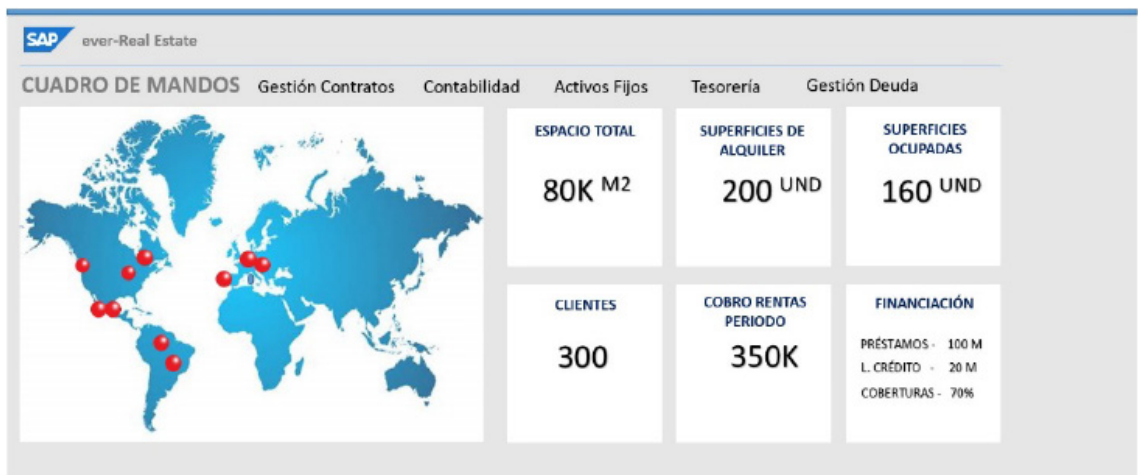 SAP ever-Real Estate
CUADRO DE MANDOS Gestión Contratos Contabilidad Activos Fijos Tesorería Gestión Deuda
ESPACIO TOTAL
80K M2
SUPERFICIES DE
ALQUILER
200 UND
SUPERFICIES
OCUPADAS
160 UND
CLIENTES
300
COBRO RENTAS
PERIODO
350K
FINANCIACIÓN
PRÉSTAMOS - 100 M
L. CRÉDITO - 20 M
COBERTURAS - 70%